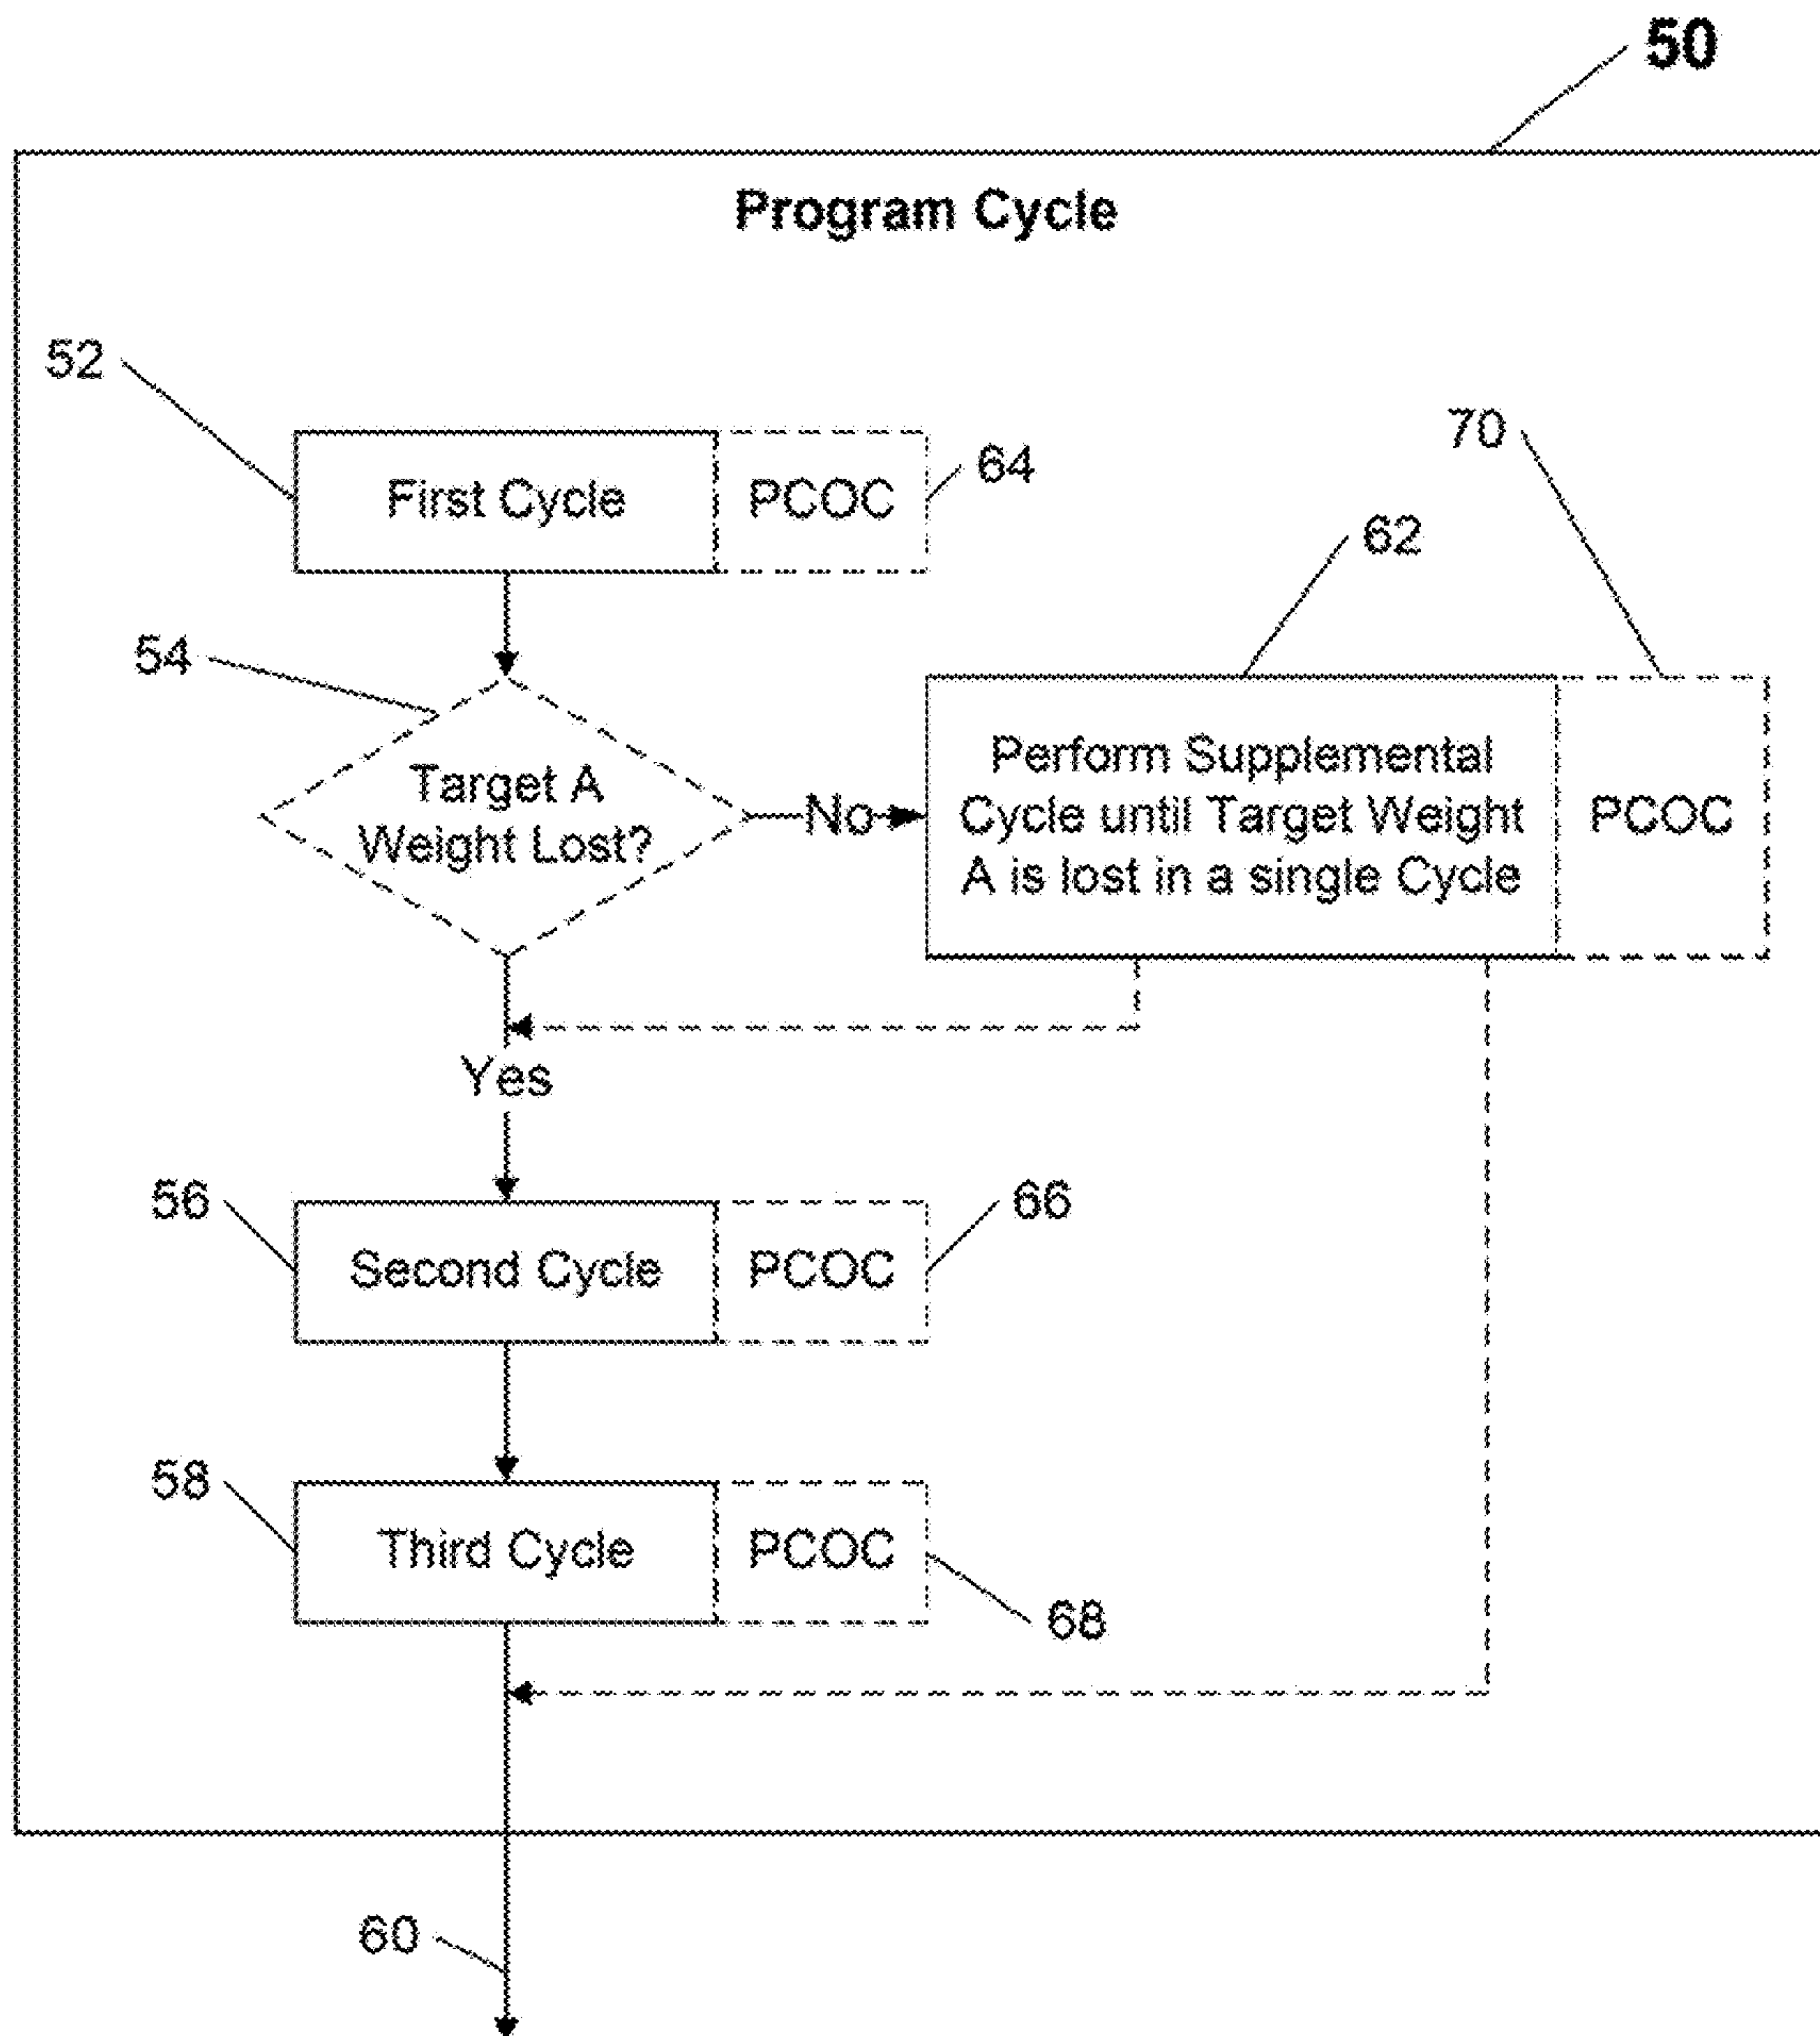 50
Program Cycle
52
First Cycle
PCOC
64
70
62
54
Target A
Weight Lost?
No
Perform Supplemental
Cycle until Target Weight
A is lost in a single Cycle
PCOC
Yes
56
Second Cycle
PCOC
66
58
Third Cycle
PCOC
68
60